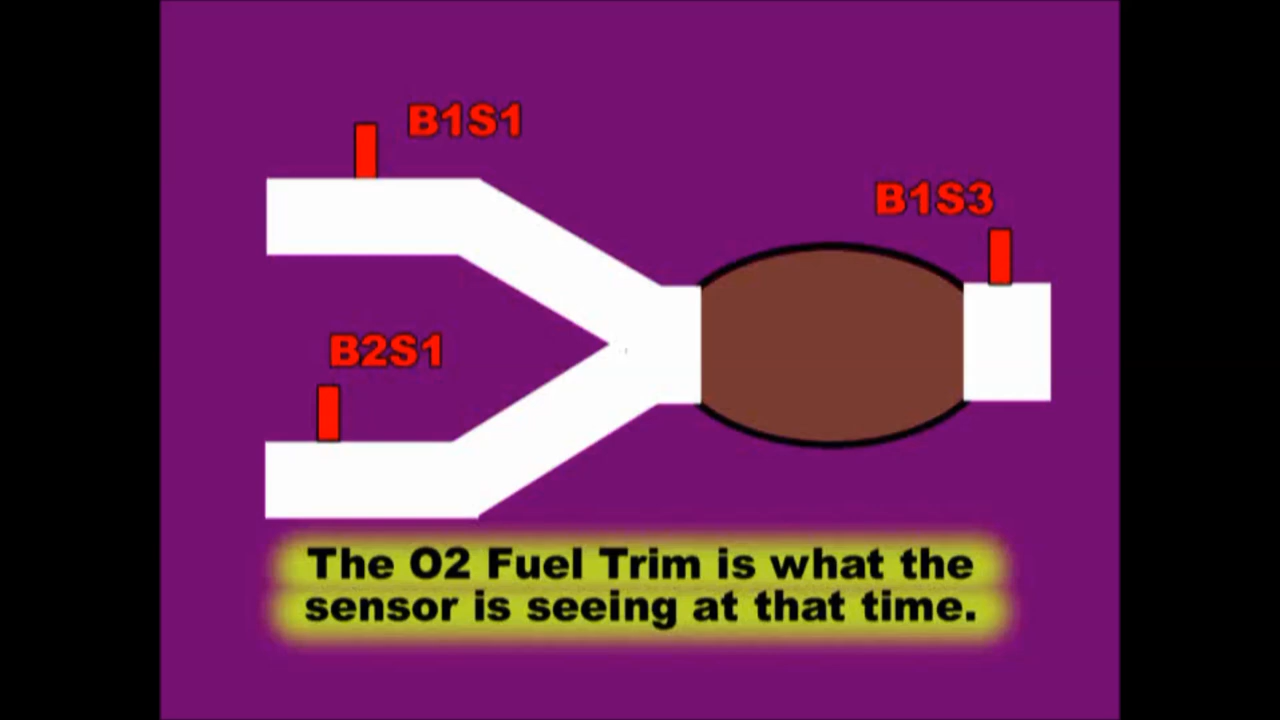 B1S1
B1S3
B2S1
The O2 Fuel Trim is what the
sensor is seeing at that time.